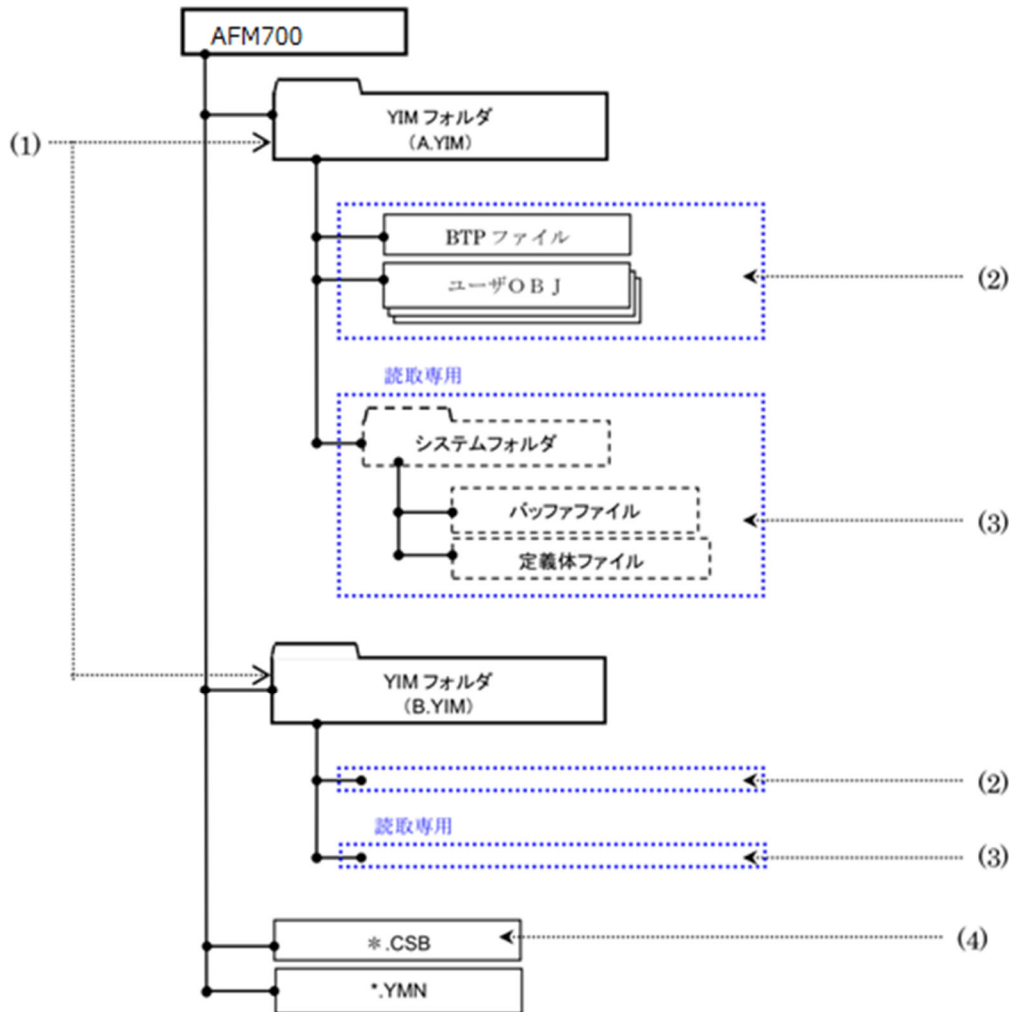 AFM700
YIM フォルダ
(A.YIM)
(1)
BTP ファイル
ユーザＯＢＪ
(2)
読取専用
システムフォルダ
バッファファイル
(3)
定義体ファイル
YIM フォルダ
(B.YIM)
(2)
読取専用
(3)
＊.CSB
(4)
*.YMN